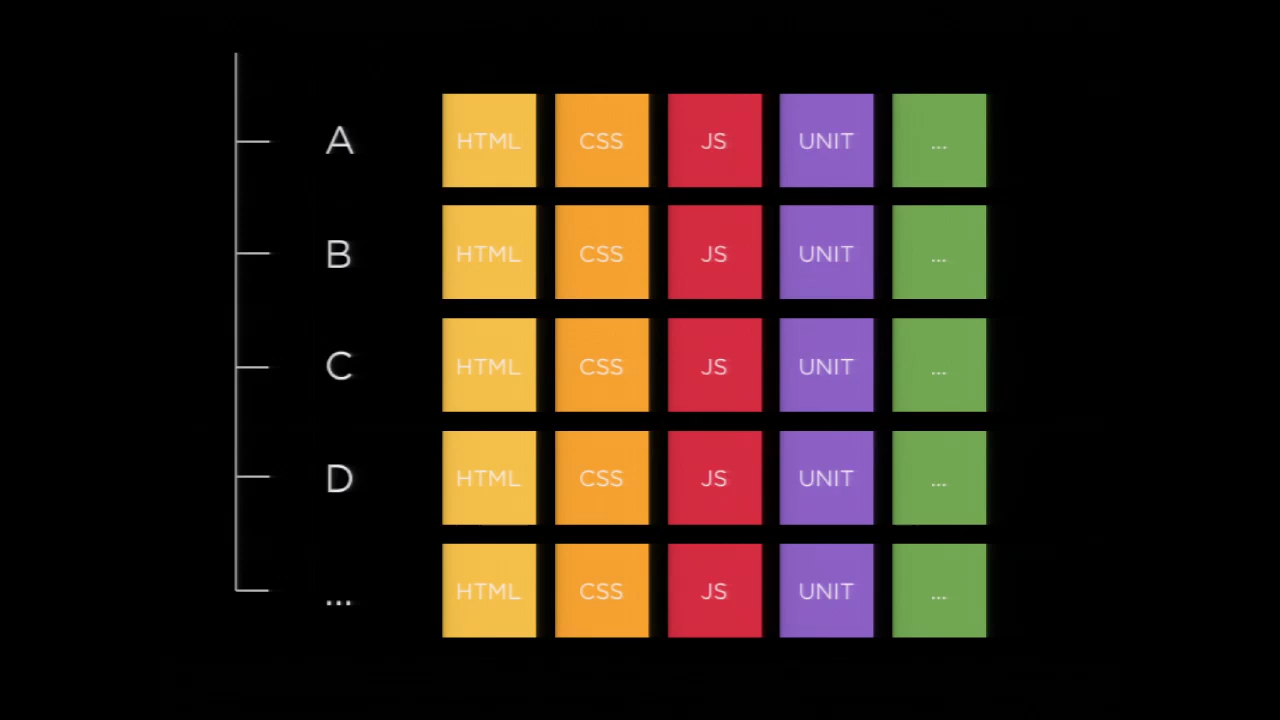 A HTML CSS JS UNIT ...
B HTML CSS JS UNIT ...
C HTML CSS JS UNIT ...
D HTML CSS JS UNIT ...
... HTML CSS JS UNIT ...